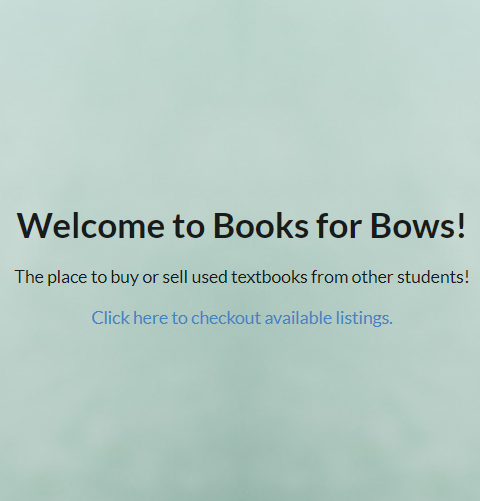 Welcome to Books for Bows!
The place to buy or sell used textbooks from other students!
Click here to checkout available listings.